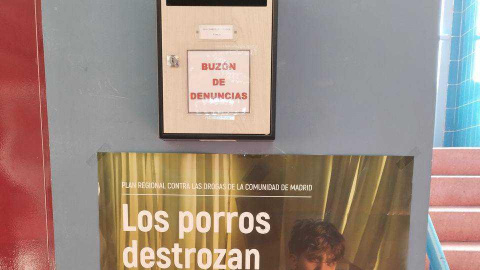 BUZÓN
DE
DENUNCIAS
PLAN REGIONAL CONTRA LAS DROGAS DE LA COMUNIDAD DE MADRID
Los porros
destrozan